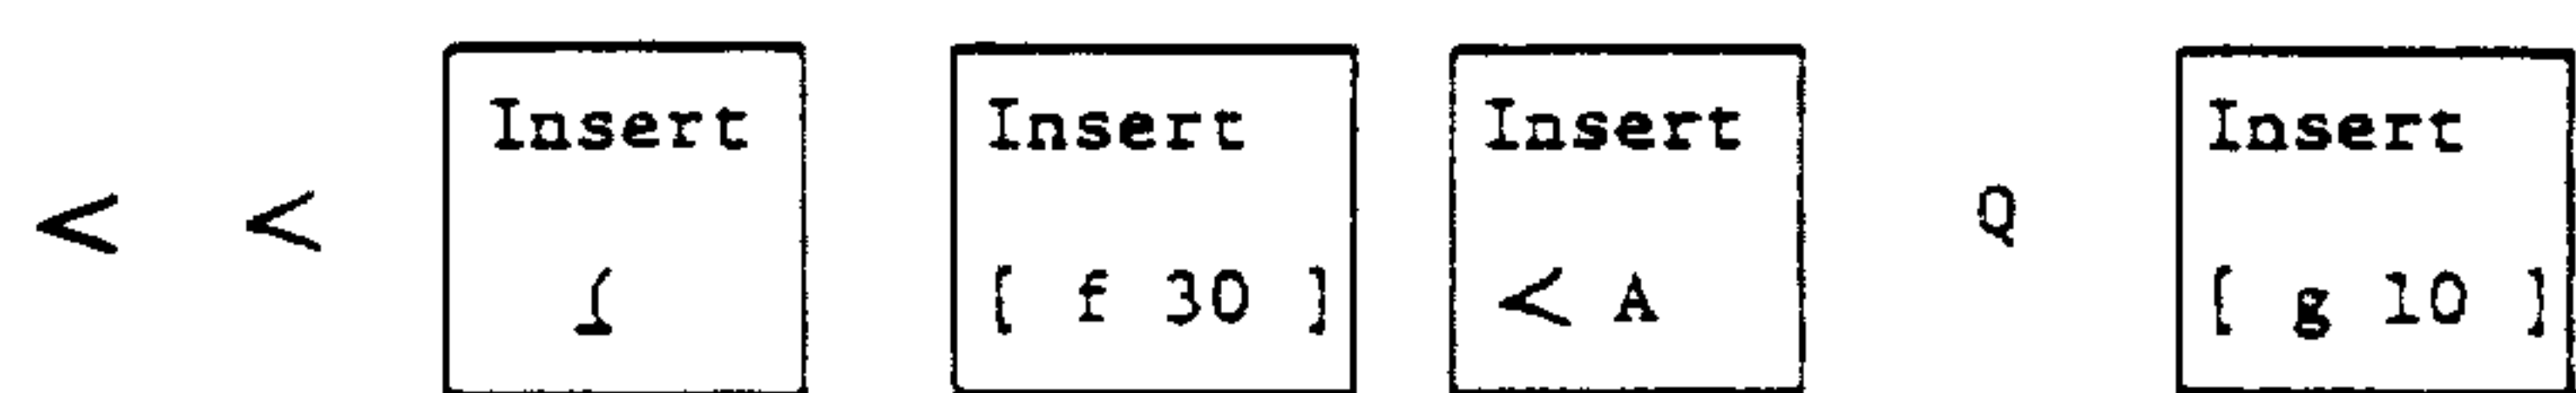 Insert Insert Insert Insert
< < Q
[ f 30 ] < A [ g 10 ]